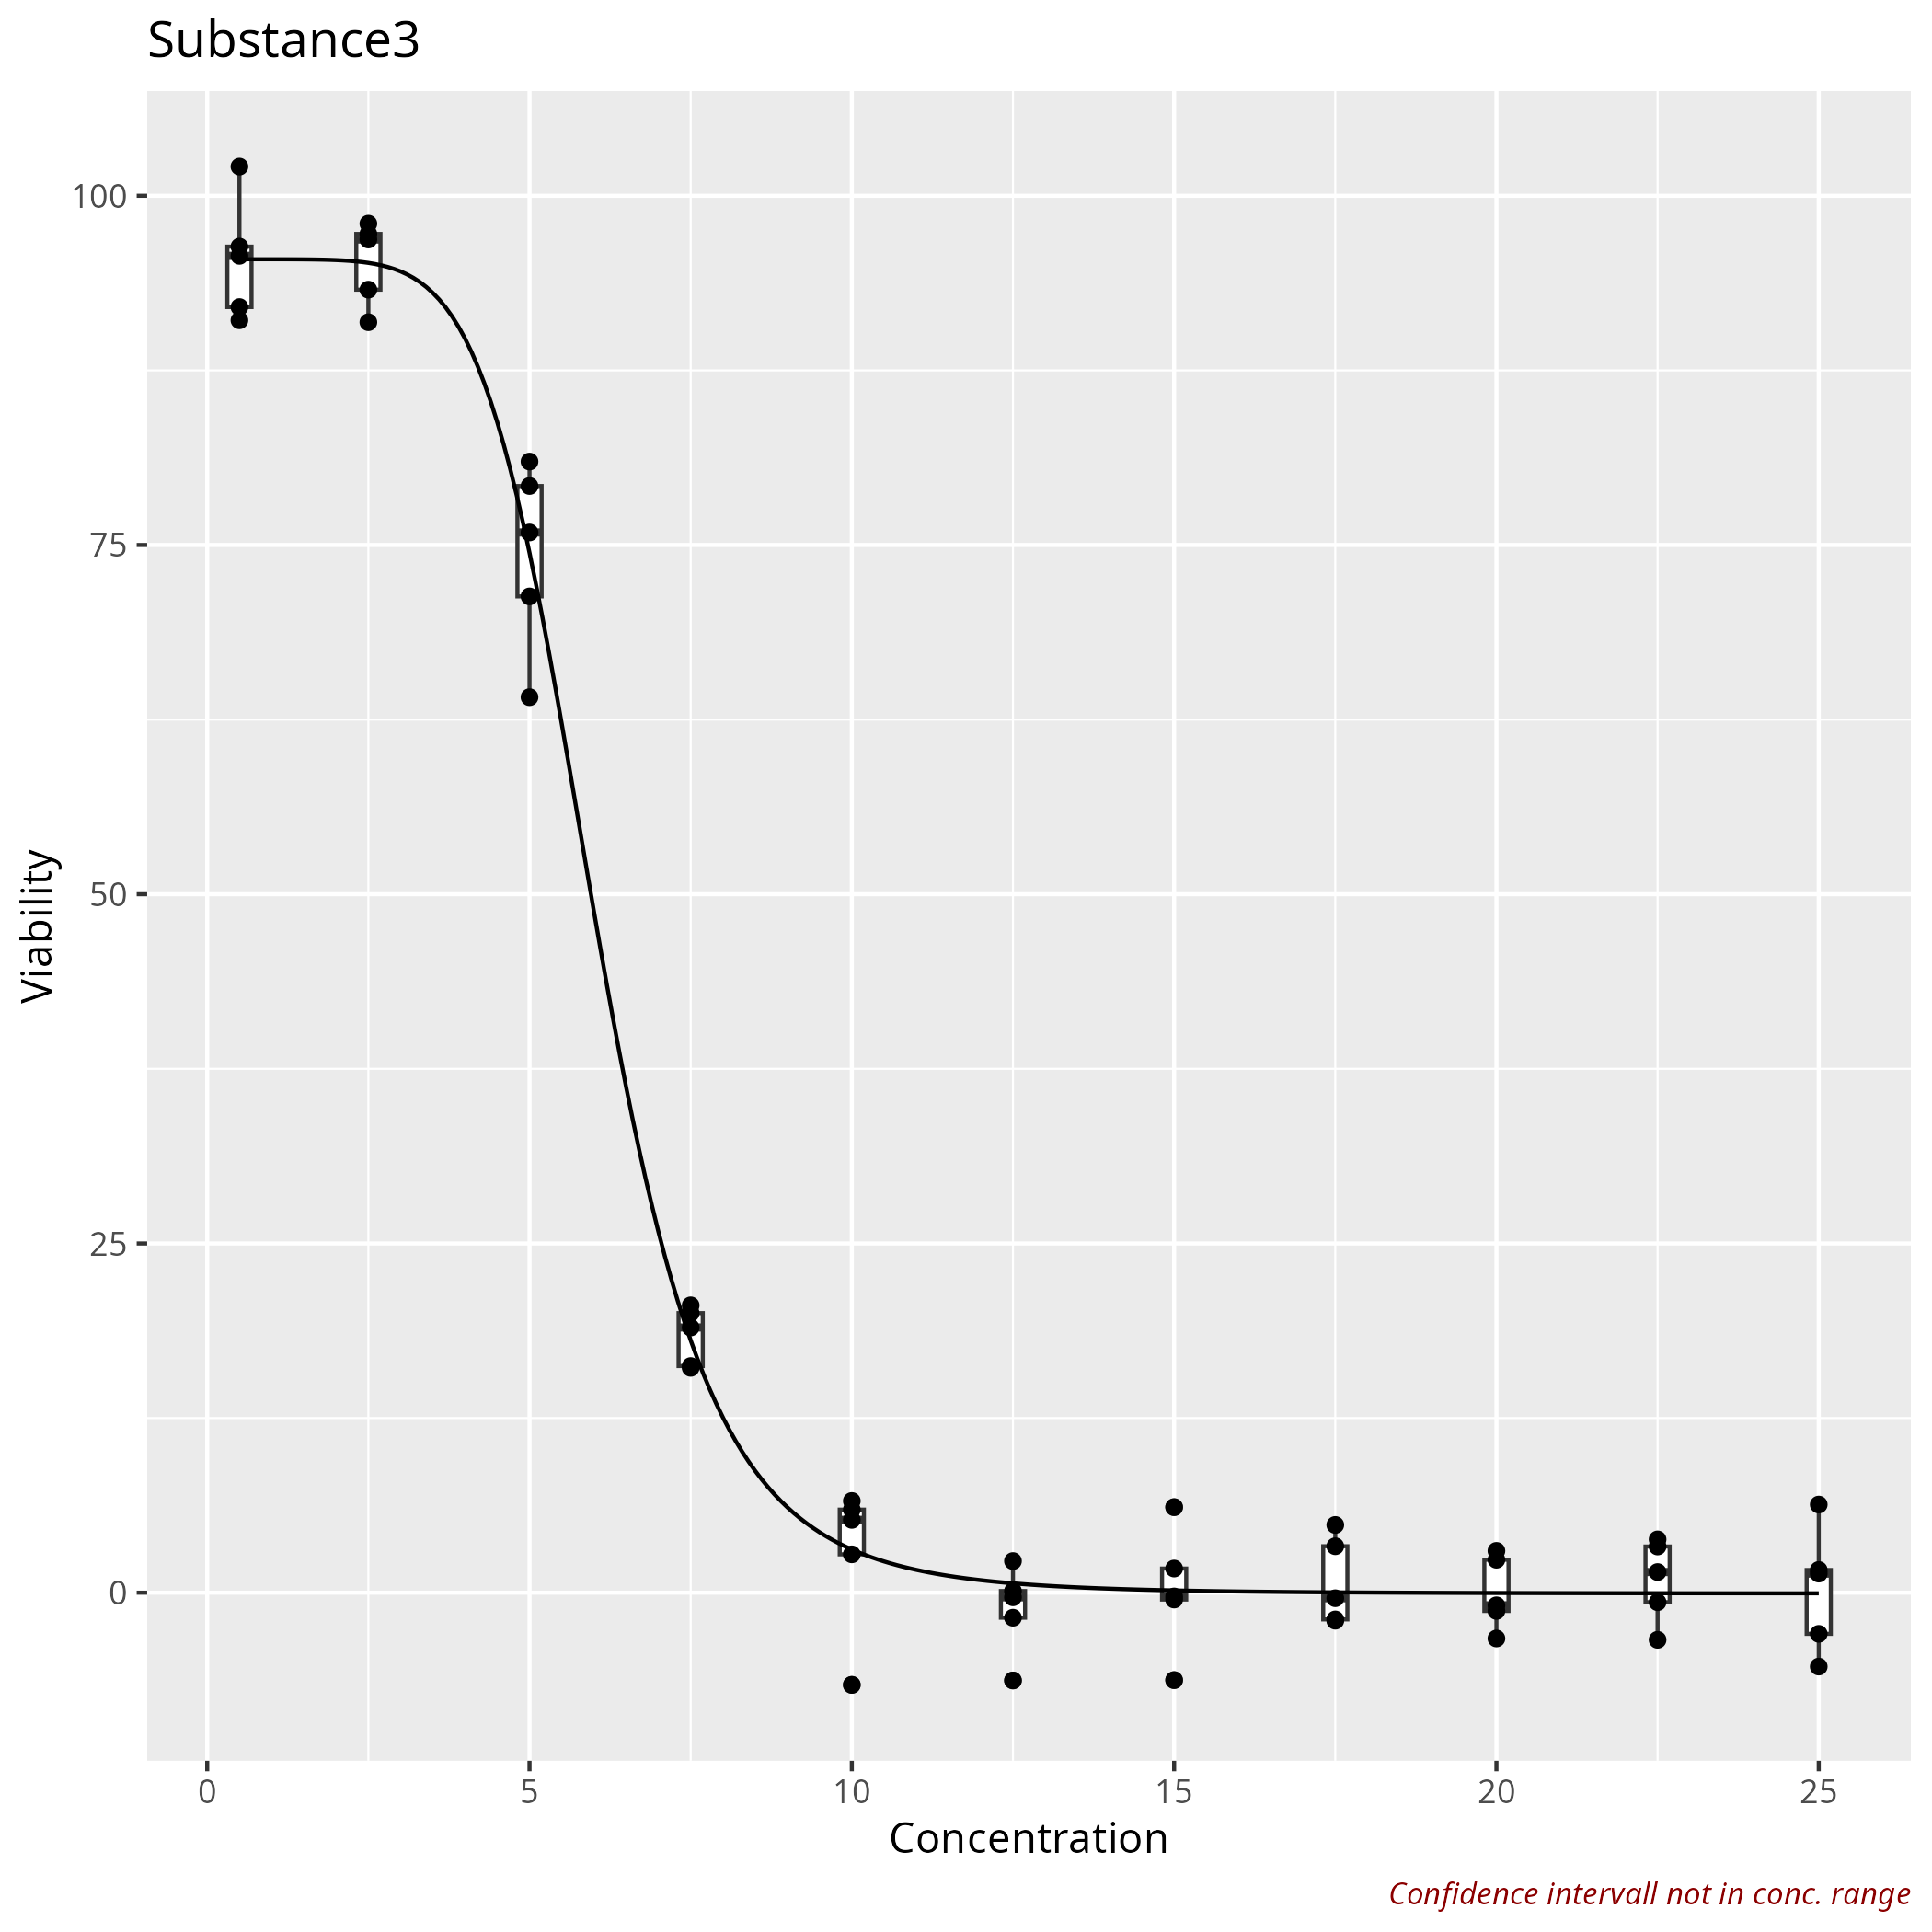 Substance3
100
75
50
25
0
Viability
0 5 10 15 20 25
Concentration
Confidence intervall not in conc. range